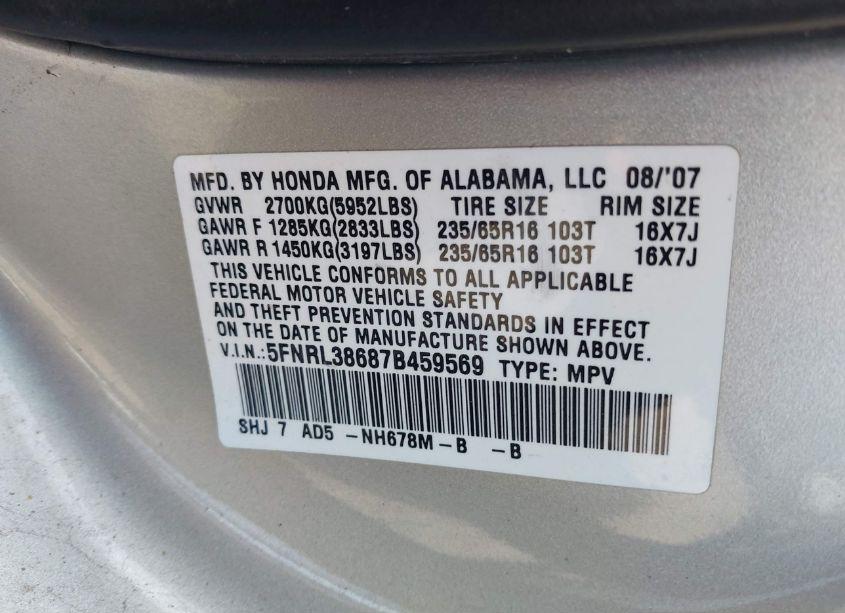 MFD. BY HONDA MFG. OF ALABAMA, LLC 08/'07
GVWR 2700KG(5952LBS) TIRE SIZE RIM SIZE
GAWR F 1285KG(2833LBS) 235/65R16 103T 16X7J
GAWR R 1450KG(3197LBS) 235/65R16 103T 16X7J
THIS VEHICLE CONFORMS TO ALL APPLICABLE
FEDERAL MOTOR VEHICLE SAFETY
AND THEFT PREVENTION STANDARDS IN EFFECT
ON THE DATE OF MANUFACTURE SHOWN ABOVE.
V.I.N.:5FNRL38687B459569 TYPE: MPV
SHJ 7 AD5 -NH678M-B -B